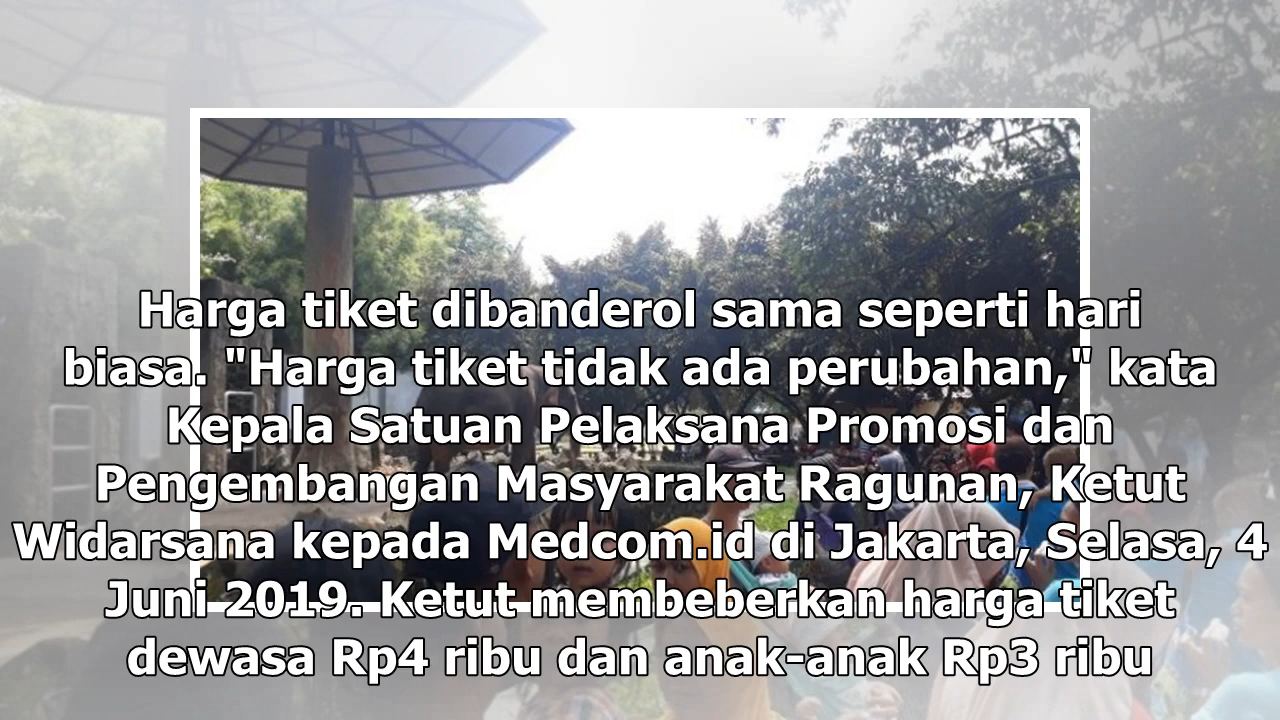 Harga tiket dibanderol sama seperti hari
biasa. "Harga tiket tidak ada perubahan," kata
Kepala Satuan Pelaksana Promosi dan
Pengembangan Masyarakat Ragunan, Ketut
Widarsana kepada Medcom.id di Jakarta, Selasa, 4
Juni 2019. Ketut membeberkan harga tiket
dewasa Rp4 ribu dan anak-anak Rp3 ribu